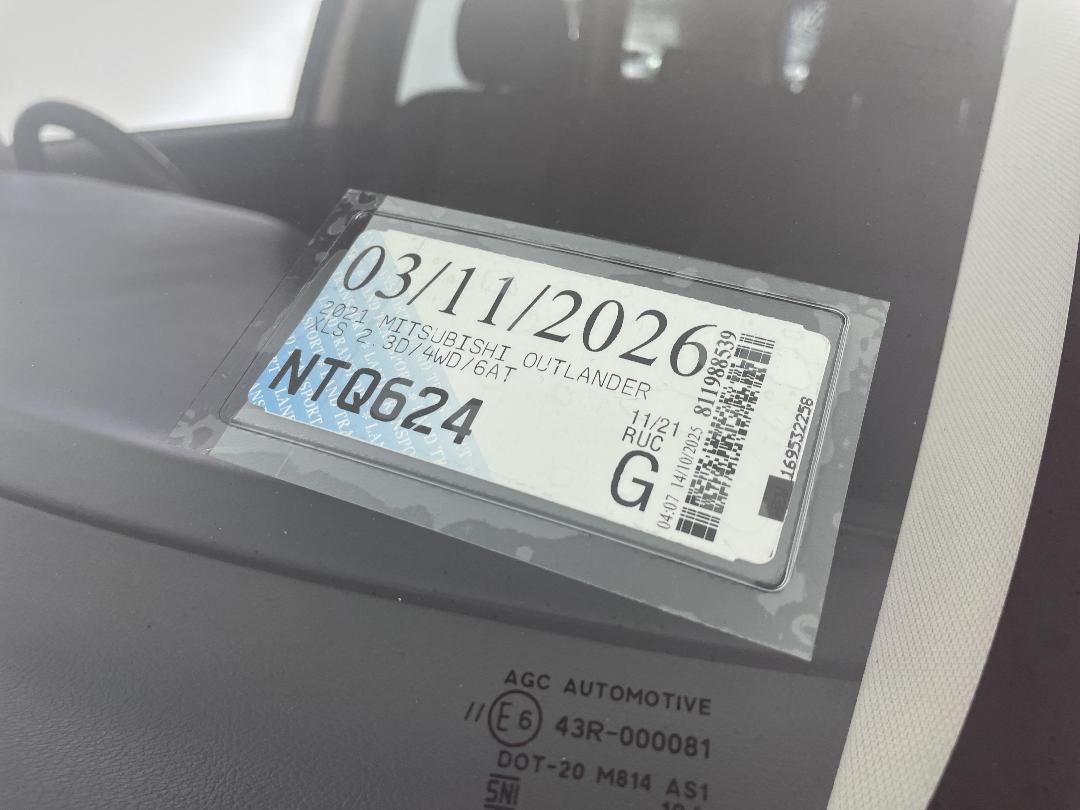 03/11/2026
2021 MITSUBISHI OUTLANDER
XLS 2.3D/4WD/6AT
NTQ624
11/21
RUC
G
04:07 14/10/2025 811988539
169532258
AGC AUTOMOTIVE
// E6 43R-000081
DOT-20 M814 AS1
SNI